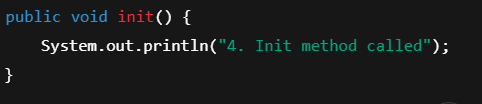 public void init() {
    System.out.println("4. Init method called");
}